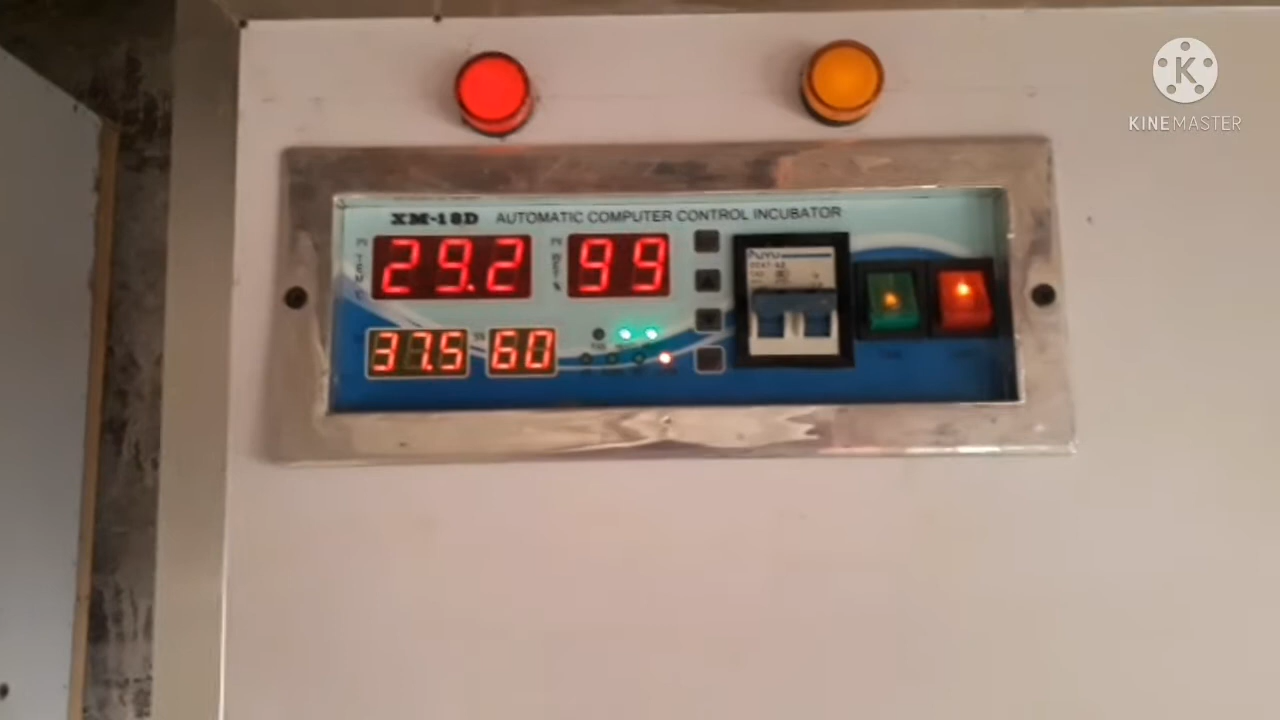 K
KINEMASTER
XM-18D AUTOMATIC COMPUTER CONTROL INCUBATOR
29.2 99
37.5 60